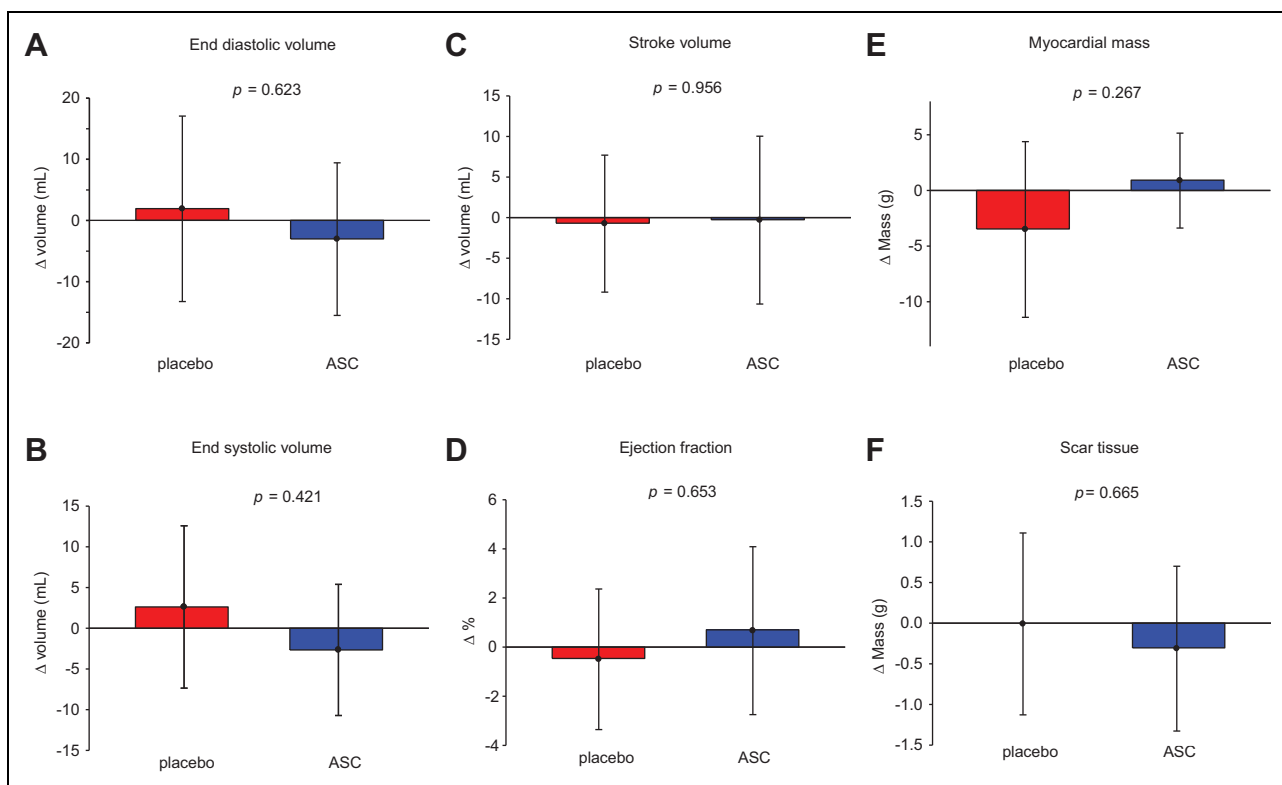 A
End diastolic volume
p = 0.623
20
10
0
-10
-20
Δ volume (mL)
placebo
ASC
C
Stroke volume
p = 0.956
15
10
5
0
-5
-10
-15
Δ volume (mL)
placebo
ASC
E
Myocardial mass
p = 0.267
5
0
-5
-10
Δ Mass (g)
placebo
ASC
B
End systolic volume
p = 0.421
15
10
5
0
-5
-10
-15
Δ volume (mL)
placebo
ASC
D
Ejection fraction
p = 0.653
6
4
2
0
-2
-4
Δ %
placebo
ASC
F
Scar tissue
p= 0.665
1.5
1.0
0.5
0.0
-0.5
-1.0
-1.5
Δ Mass (g)
placebo
ASC